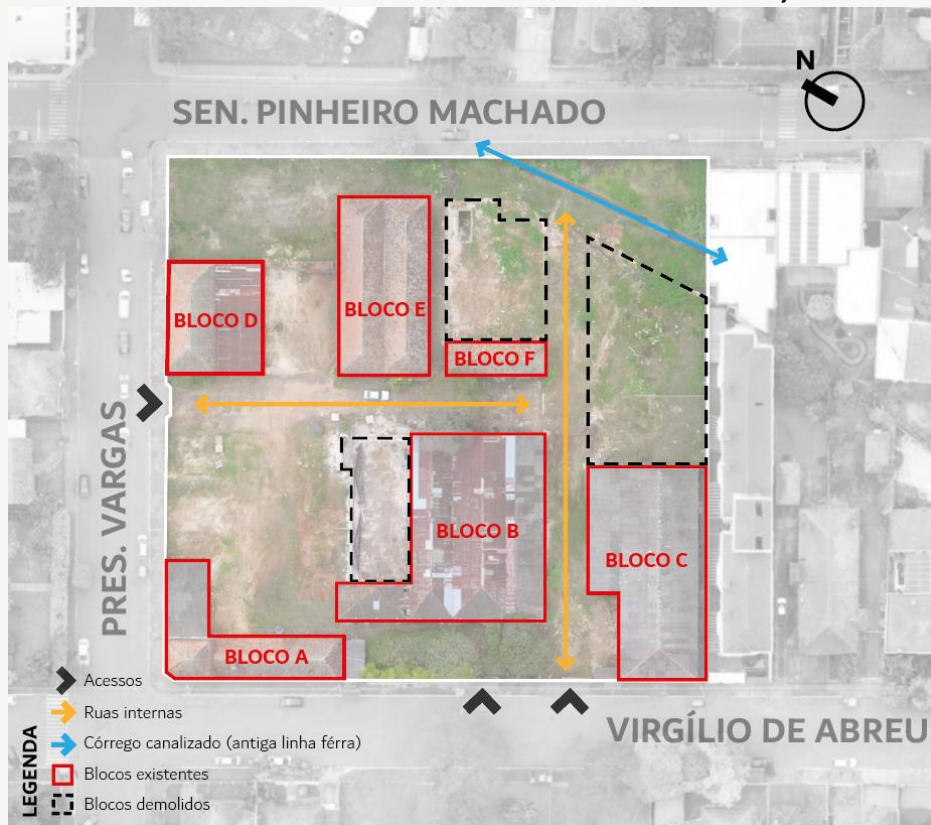 N
SEN. PINHEIRO MACHADO
BLOCO D
BLOCO E
BLOCO F
PRES. VARGAS
BLOCO B
BLOCO C
BLOCO A
VIRGÍLIO DE ABREU
LEGENDA
Acessos
Ruas internas
Córrego canalizado (antiga linha férra)
Blocos existentes
Blocos demolidos